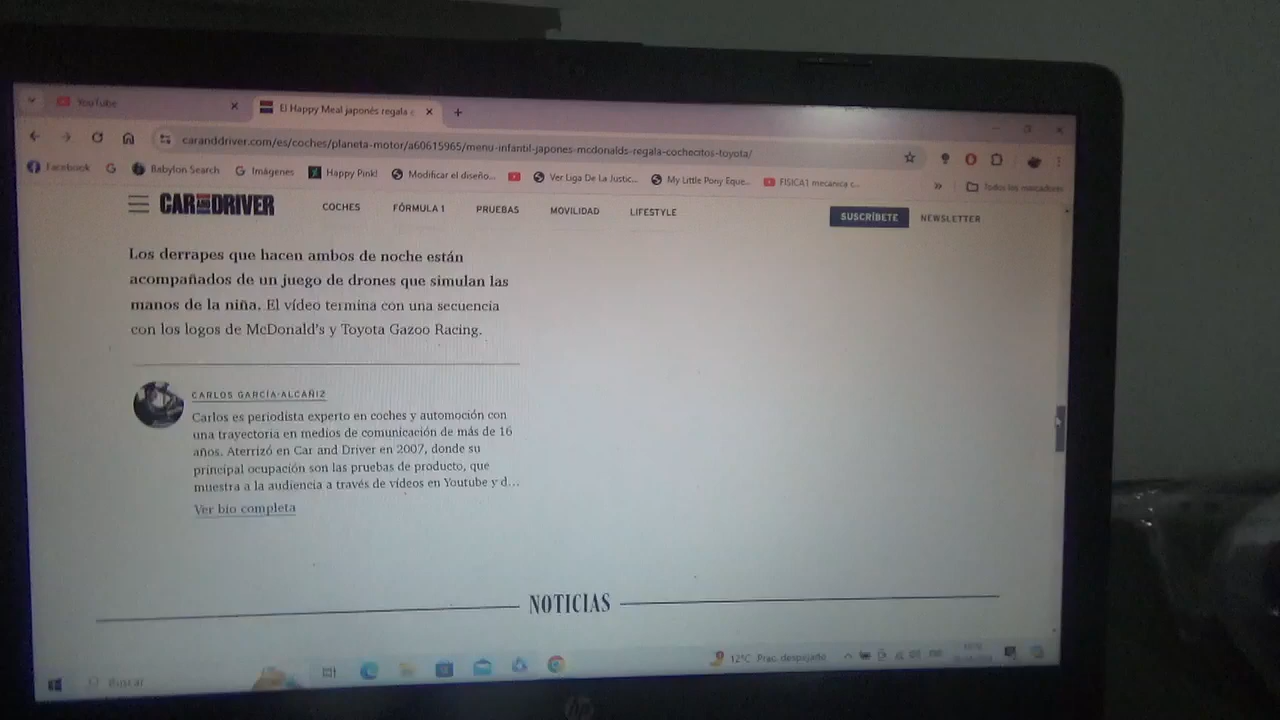 YouTube
El Happy Meal japonés regala c
caranddriver.com/es/coches/planeta-motor/a60615965/menu-infantil-japones-mcdonalds-regala-cochecitos-toyota/
Facebook
Babylon Search
Imágenes
Happy Pink!
Modificar el diseño...
Ver Liga De La Justic...
My Little Pony Eque...
FISICA1 mecanica c...
»
Todos los marcadores
CAR AND DRIVER
COCHES
FÓRMULA 1
PRUEBAS
MOVILIDAD
LIFESTYLE
SUSCRÍBETE
NEWSLETTER
Los derrapes que hacen ambos de noche están
acompañados de un juego de drones que simulan las
manos de la niña. El vídeo termina con una secuencia
con los logos de McDonald's y Toyota Gazoo Racing.
CARLOS GARCÍA-ALCAÑIZ
Carlos es periodista experto en coches y automoción con
una trayectoria en medios de comunicación de más de 16
años. Aterrizó en Car and Driver en 2007, donde su
principal ocupación son las pruebas de producto, que
muestra a la audiencia a través de vídeos en Youtube y d...
Ver bio completa
NOTICIAS
Buscar
12°C Prac. despejado
hp